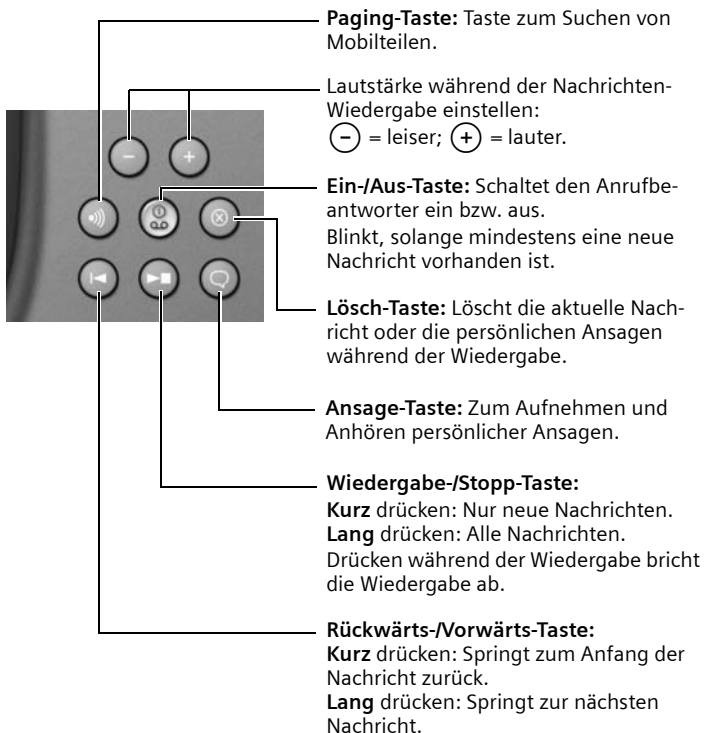 Paging-Taste: Taste zum Suchen von
Mobilteilen.
Lautstärke während der Nachrichten-
Wiedergabe einstellen:
(−) = leiser; (+) = lauter.
Ein-/Aus-Taste: Schaltet den Anrufbe-
antworter ein bzw. aus.
Blinkt, solange mindestens eine neue
Nachricht vorhanden ist.
Lösch-Taste: Löscht die aktuelle Nach-
richt oder die persönlichen Ansagen
während der Wiedergabe.
Ansage-Taste: Zum Aufnehmen und
Anhören persönlicher Ansagen.
Wiedergabe-/Stopp-Taste:
Kurz drücken: Nur neue Nachrichten.
Lang drücken: Alle Nachrichten.
Drücken während der Wiedergabe bricht
die Wiedergabe ab.
Rückwärts-/Vorwärts-Taste:
Kurz drücken: Springt zum Anfang der
Nachricht zurück.
Lang drücken: Springt zur nächsten
Nachricht.